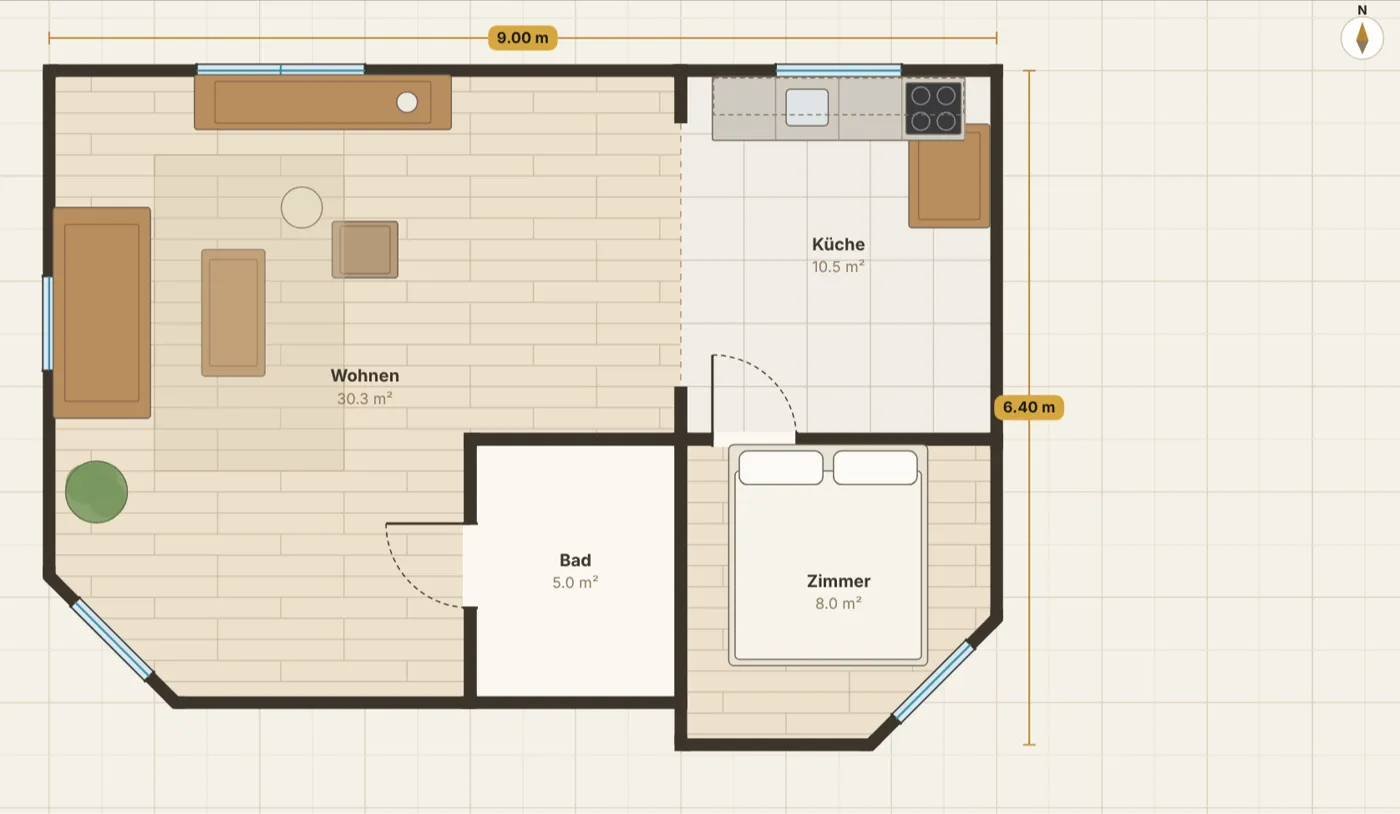 N
9.00 m
Küche
10.5 m²
Wohnen
30.3 m²
6.40 m
Bad
5.0 m²
Zimmer
8.0 m²